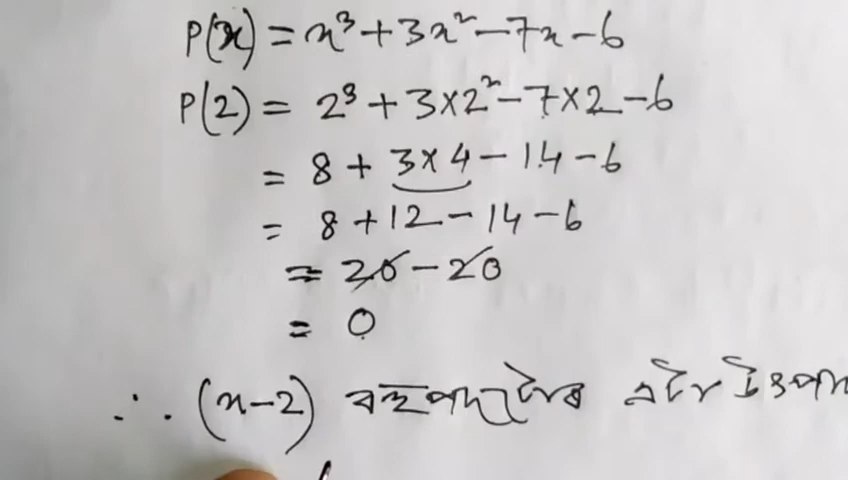 P(x) = x³ + 3x² - 7x - 6
P(2) = 2³ + 3×2² - 7×2 - 6
= 8 + 3×4 - 14 - 6
= 8 + 12 - 14 - 6
= 20 - 20
= 0
∴ (x-2)